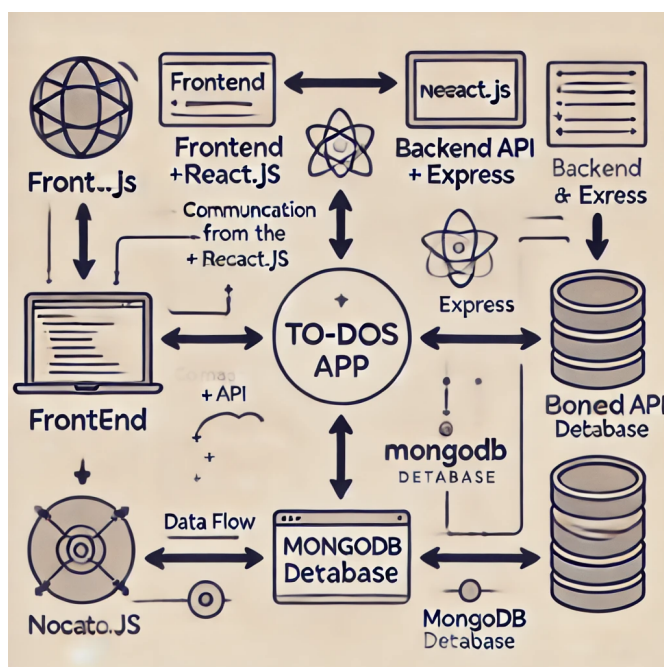 Frontend
Neeact.js
Front...js
Frontend
+React.JS
Backend API
+ Express
Backend
& Exress
Communcation
from the
+ Recact.JS
Express
TO-DOS
APP
+ API
FrontEnd
Boned API
Detabase
mongodb
DETABASE
Data Flow
MONGODB
Detabase
Nocato.JS
MongoDB
Detabase